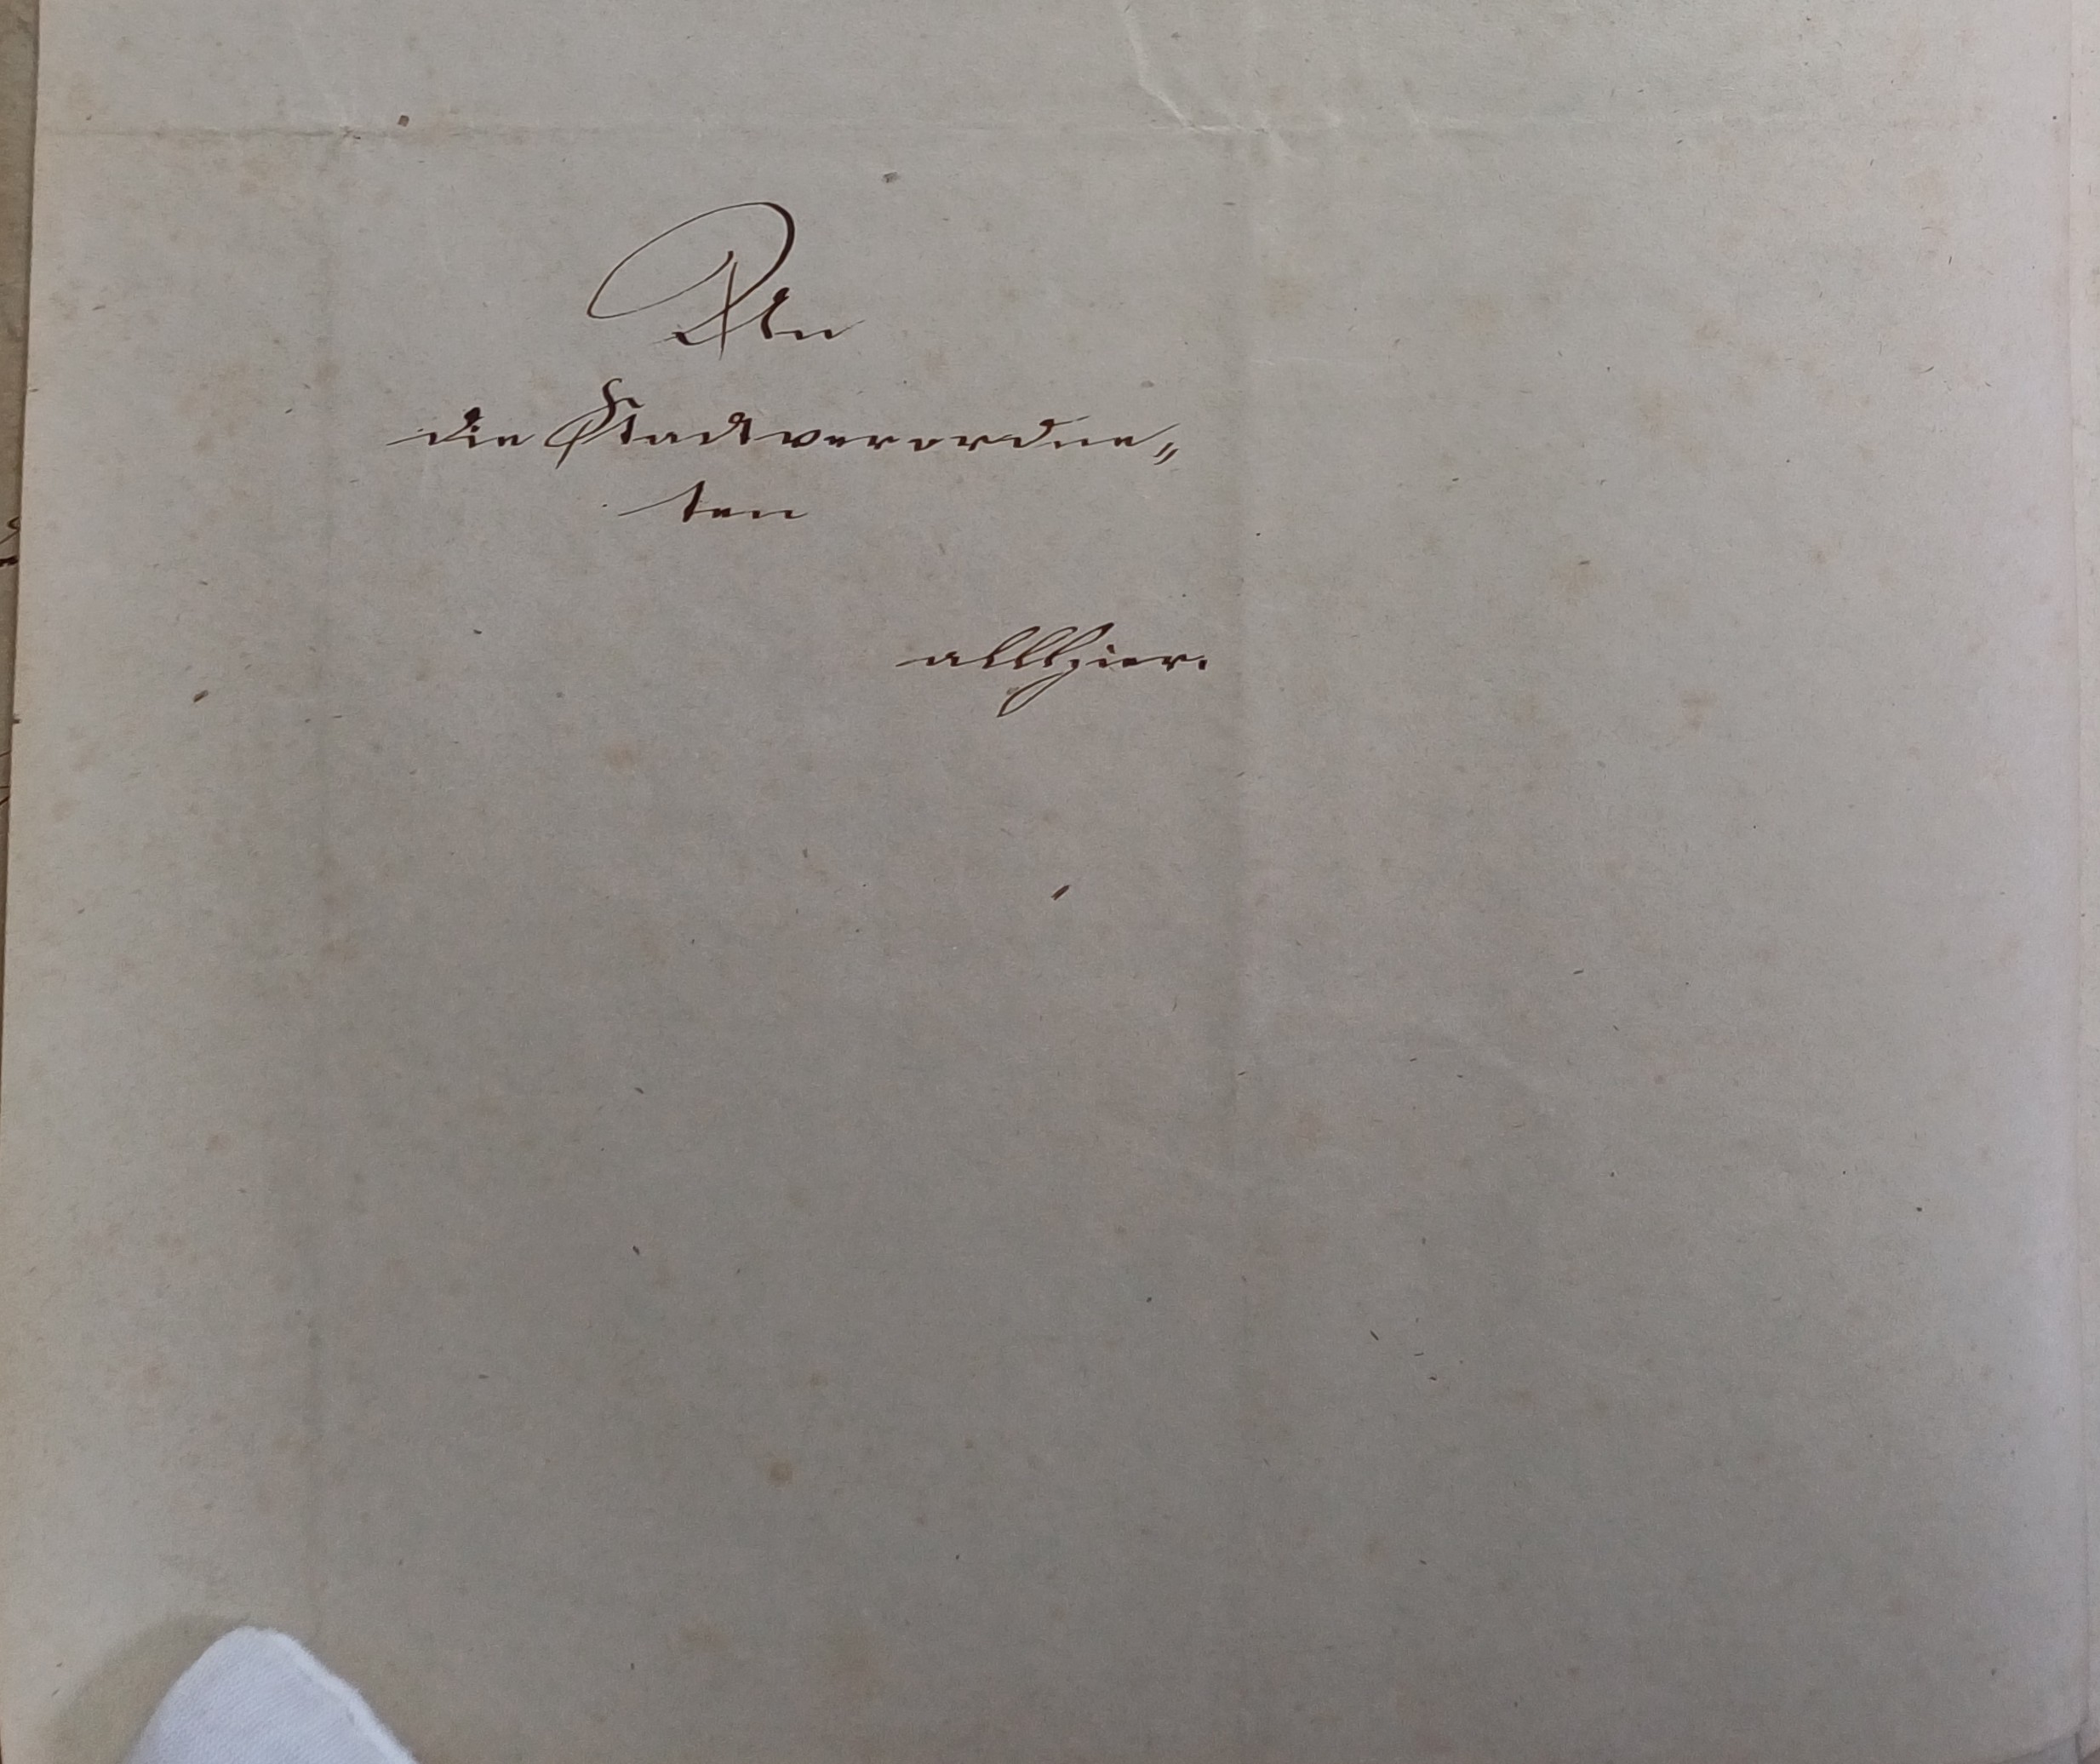 An
die Stadtverordne„
ten
allhier.